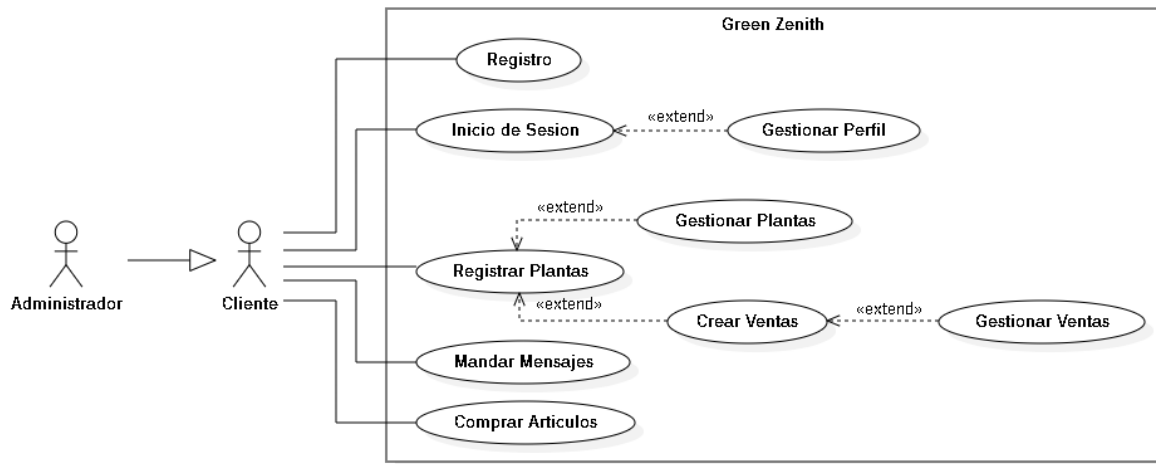 Green Zenith
Registro
Inicio de Sesion
«extend»
Gestionar Perfil
«extend»
Gestionar Plantas
Registrar Plantas
Administrador
Cliente
«extend»
Crear Ventas
«extend»
Gestionar Ventas
Mandar Mensajes
Comprar Articulos